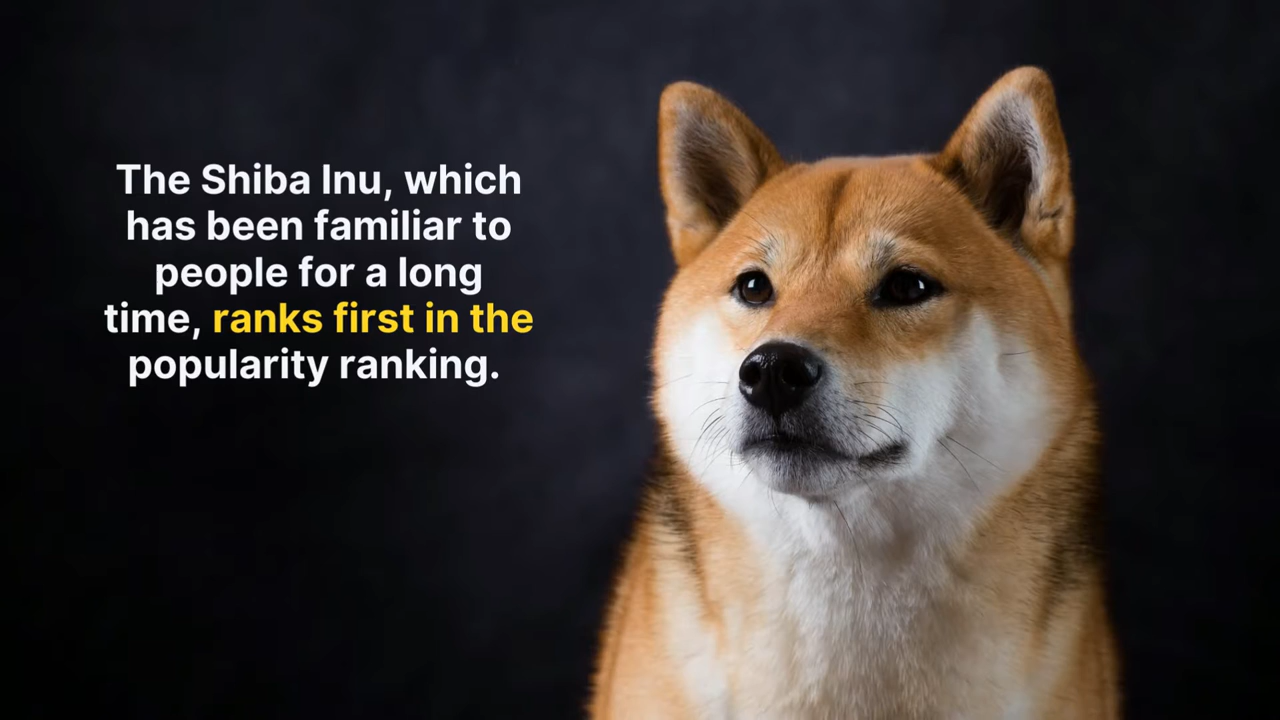 The Shiba Inu, which
has been familiar to
people for a long
time, ranks first in the
popularity ranking.